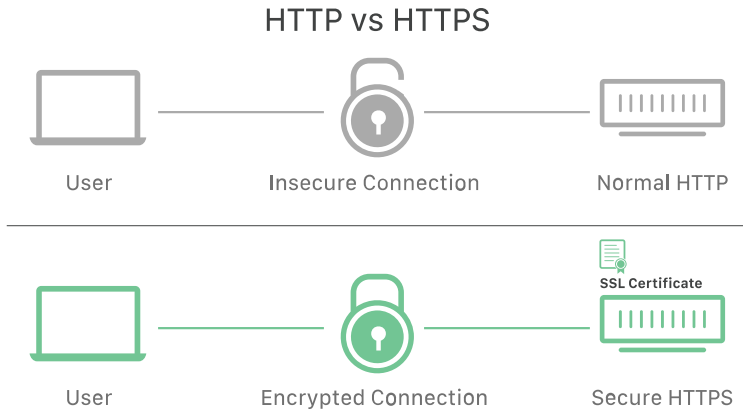 HTTP vs HTTPS
User
Insecure Connection
Normal HTTP
SSL Certificate
User
Encrypted Connection
Secure HTTPS